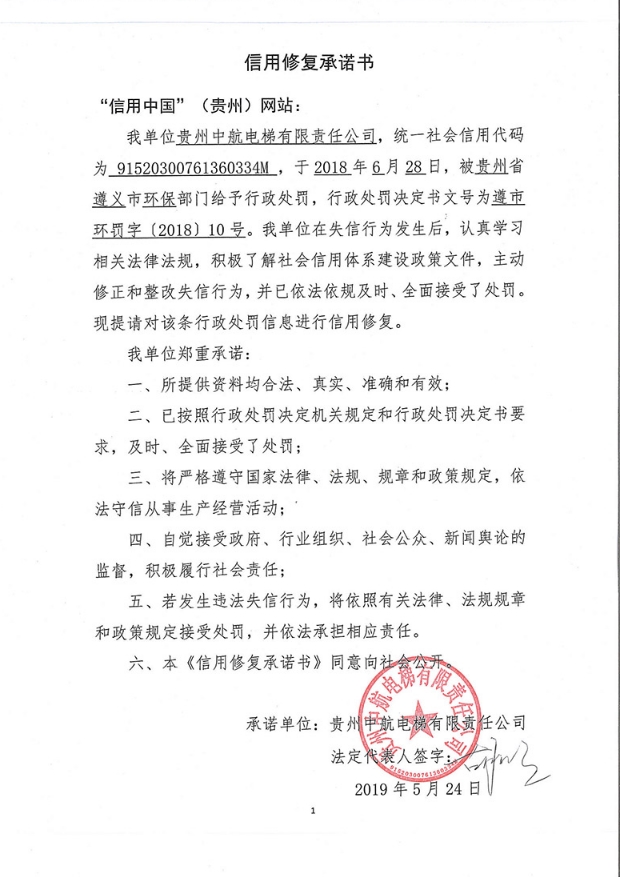 信用修复承诺书
“信用中国”（贵州）网站：
我单位贵州中航电梯有限责任公司，统一社会信用代码
为 91520300761360334M ，于 2018 年 6 月 28 日，被贵州省
遵义市环保部门给予行政处罚，行政处罚决定书文号为遵市
环罚字〔2018〕10 号。我单位在失信行为发生后，认真学习
相关法律法规，积极了解社会信用体系建设政策文件，主动
修正和整改失信行为，并已依法依规及时、全面接受了处罚。
现提请对该条行政处罚信息进行信用修复。
我单位郑重承诺：
一、所提供资料均合法、真实、准确和有效；
二、已按照行政处罚决定机关规定和行政处罚决定书要
求，及时、全面接受了处罚；
三、将严格遵守国家法律、法规、规章和政策规定，依
法守信从事生产经营活动；
四、自觉接受政府、行业组织、社会公众、新闻舆论的
监督，积极履行社会责任；
五、若发生违法失信行为，将依照有关法律、法规规章
和政策规定接受处罚，并依法承担相应责任。
六、本《信用修复承诺书》同意向社会公开。
贵州中航电梯有限责任公司
承诺单位：贵州中航电梯有限责任公司
法定代表人签字：
2019 年 5 月 24 日
1